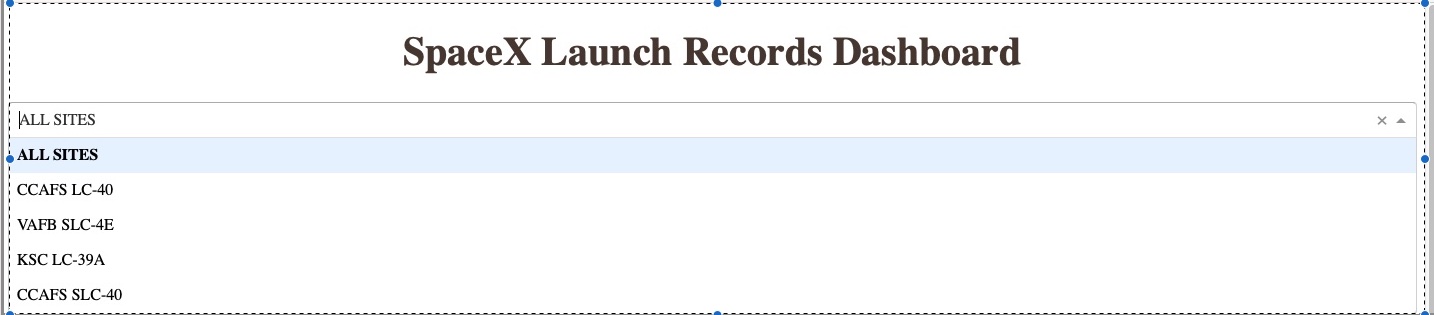 SpaceX Launch Records Dashboard
ALL SITES
ALL SITES
CCAFS LC-40
VAFB SLC-4E
KSC LC-39A
CCAFS SLC-40